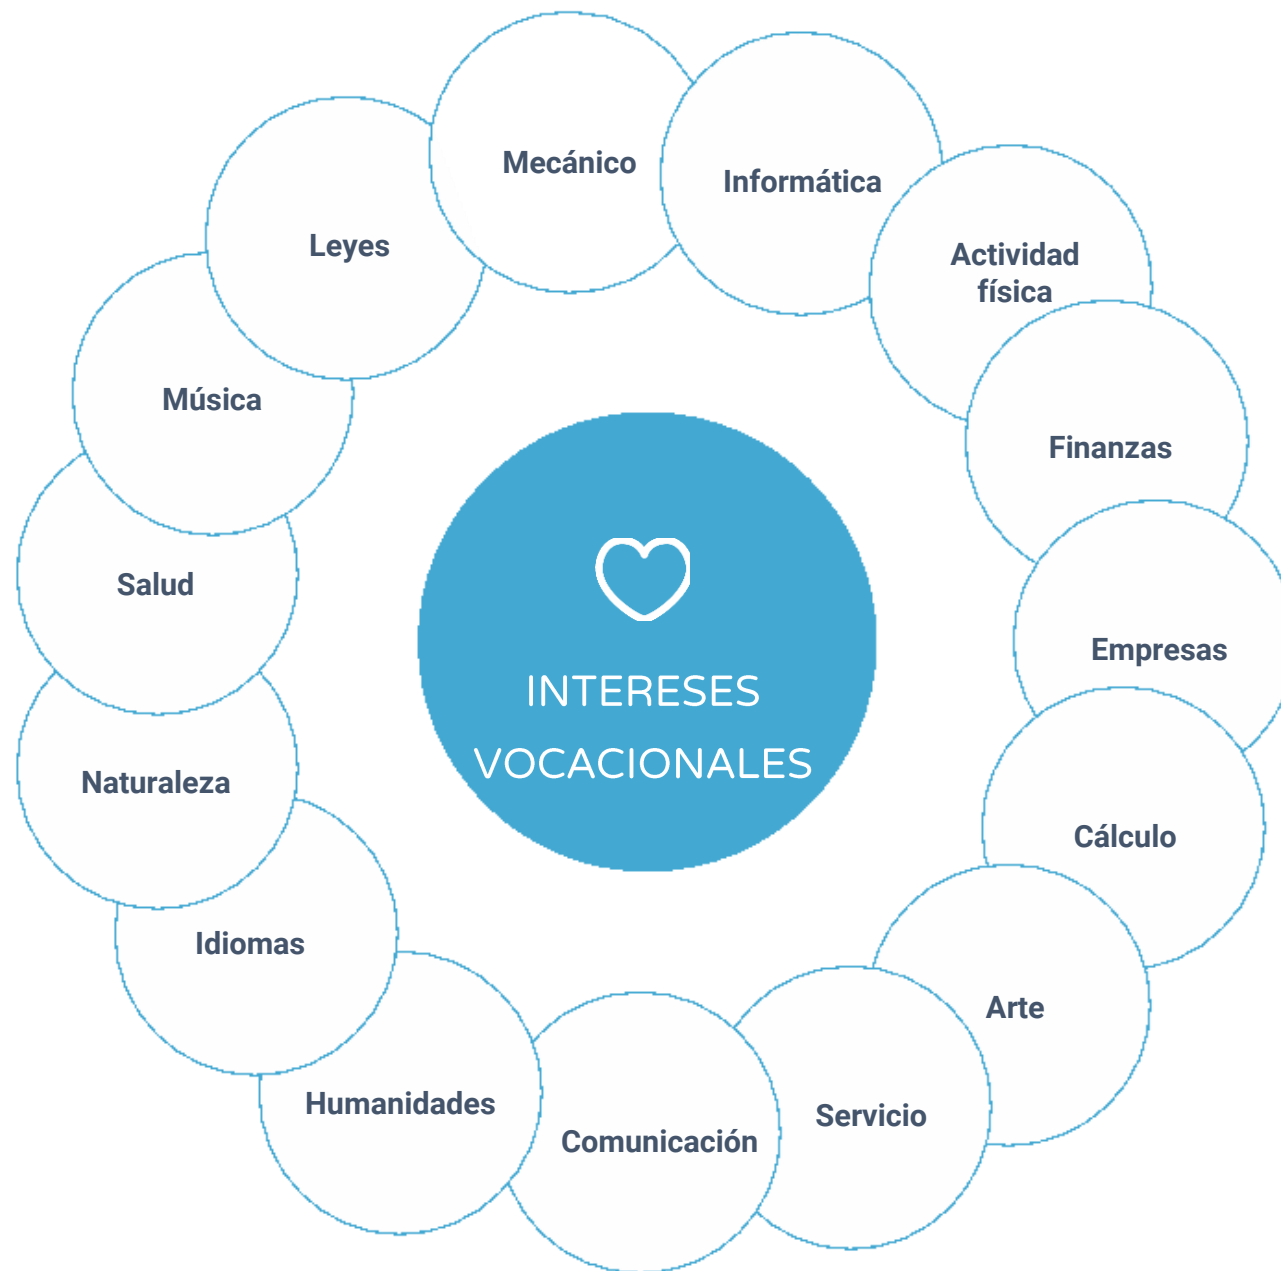 Mecánico
Informática
Actividad
física
Finanzas
Empresas
Cálculo
Arte
Servicio
Comunicación
Humanidades
Idiomas
Naturaleza
Salud
Música
Leyes
INTERESES
VOCACIONALES